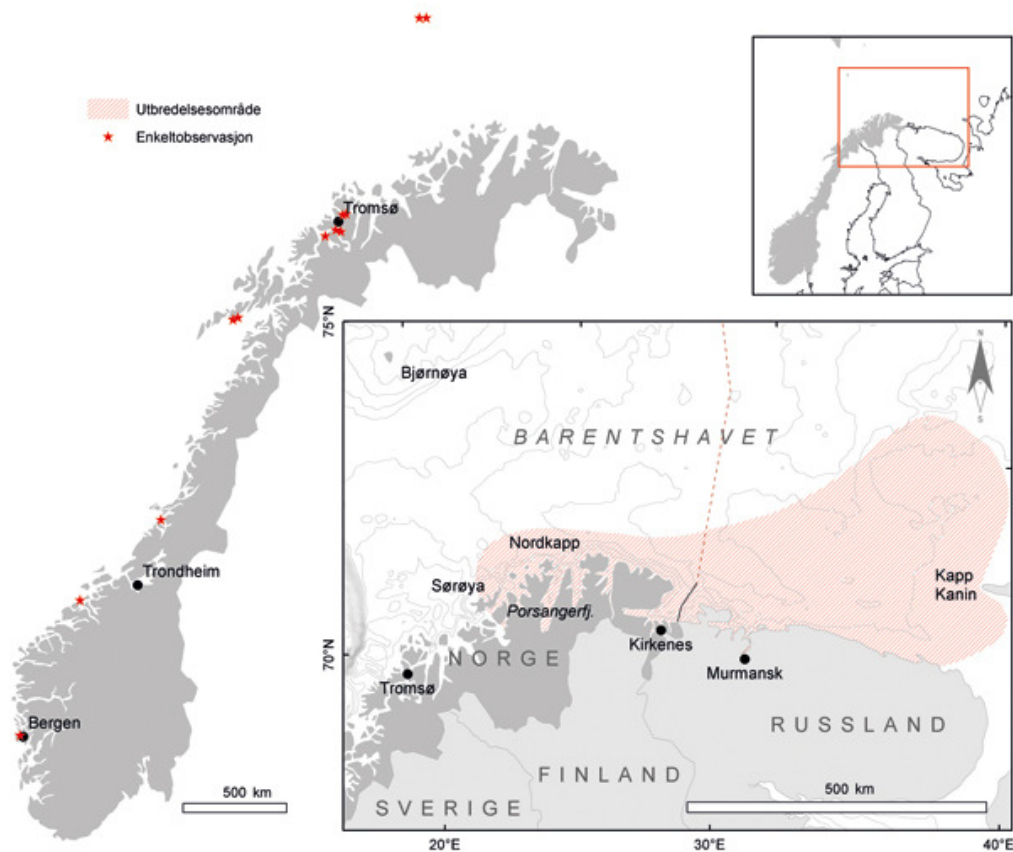 Utbredelsesområde
Enkeltobservasjon
Tromsø
Trondheim
Bergen
500 km
75°N
70°N
N
S
Bjørnøya
BARENTSHAVET
Nordkapp
Sørøya
Porsangerfj.
Kapp
Kanin
Kirkenes
NORGE
Murmansk
Tromsø
RUSSLAND
FINLAND
500 km
SVERIGE
20°E
30°E
40°E